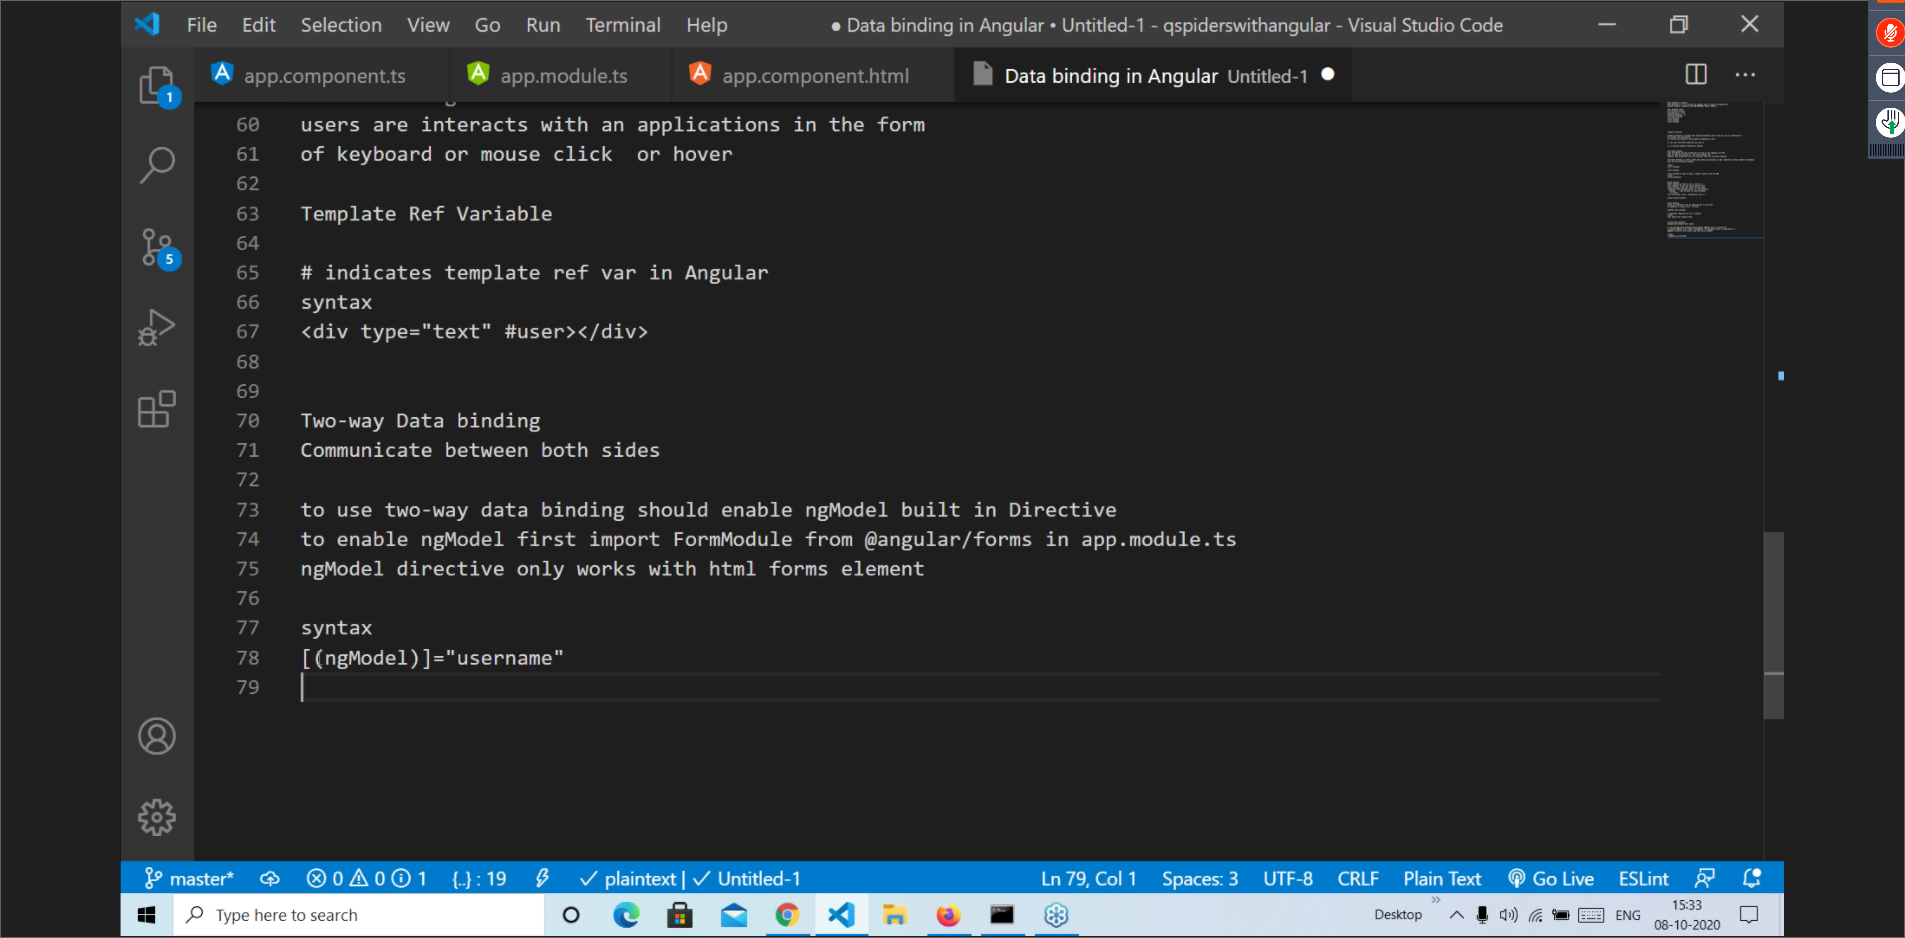 File Edit Selection View Go Run Terminal Help ● Data binding in Angular • Untitled-1 - qspiderswithangular - Visual Studio Code
app.component.ts app.module.ts app.component.html Data binding in Angular Untitled-1
1
5
60 users are interacts with an applications in the form
61 of keyboard or mouse click or hover
62
63 Template Ref Variable
64
65 # indicates template ref var in Angular
66 syntax
67 <div type="text" #user></div>
68
69
70 Two-way Data binding
71 Communicate between both sides
72
73 to use two-way data binding should enable ngModel built in Directive
74 to enable ngModel first import FormModule from @angular/forms in app.module.ts
75 ngModel directive only works with html forms element
76
77 syntax
78 [(ngModel)]="username"
79
master* 0 0 1 {..} : 19 plaintext | Untitled-1 Ln 79, Col 1 Spaces: 3 UTF-8 CRLF Plain Text Go Live ESLint
Type here to search Desktop ENG 15:33
08-10-2020